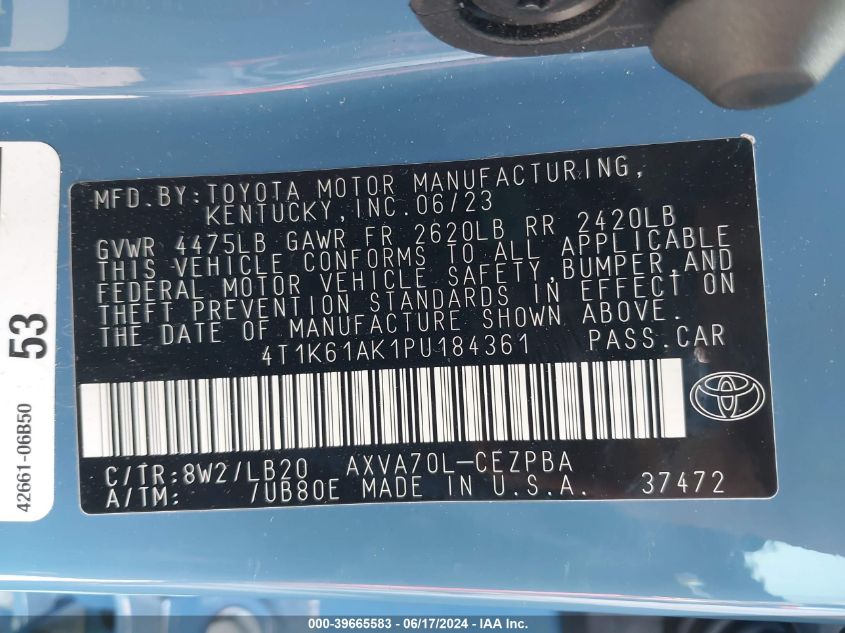 MFD.BY:TOYOTA MOTOR MANUFACTURING,
KENTUCKY,INC.06/23
GVWR 4475LB GAWR FR 2620LB RR 2420LB
THIS VEHICLE CONFORMS TO ALL APPLICABLE
FEDERAL MOTOR VEHICLE SAFETY,BUMPER,AND
THEFT PREVENTION STANDARDS IN EFFECT ON
THE DATE OF MANUFACTURE SHOWN ABOVE.
4T1K61AK1PU184361 PASS.CAR
C/TR:8W2/LB20 AXVA70L-CEZPBA
A/TM: /UB80E MADE IN U.S.A. 37472
53
42661-06B50
000-39665583 - 06/17/2024 - IAAI.COM